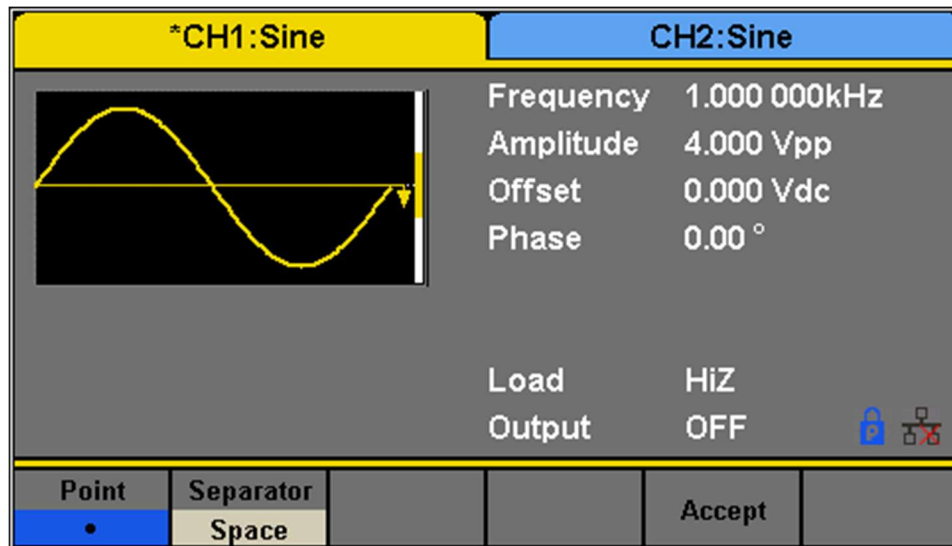 *CH1:Sine
CH2:Sine
Frequency 1.000 000kHz
Amplitude 4.000 Vpp
Offset 0.000 Vdc
Phase 0.00 °
Load HiZ
Output OFF
P
Point Separator
• Space
Accept